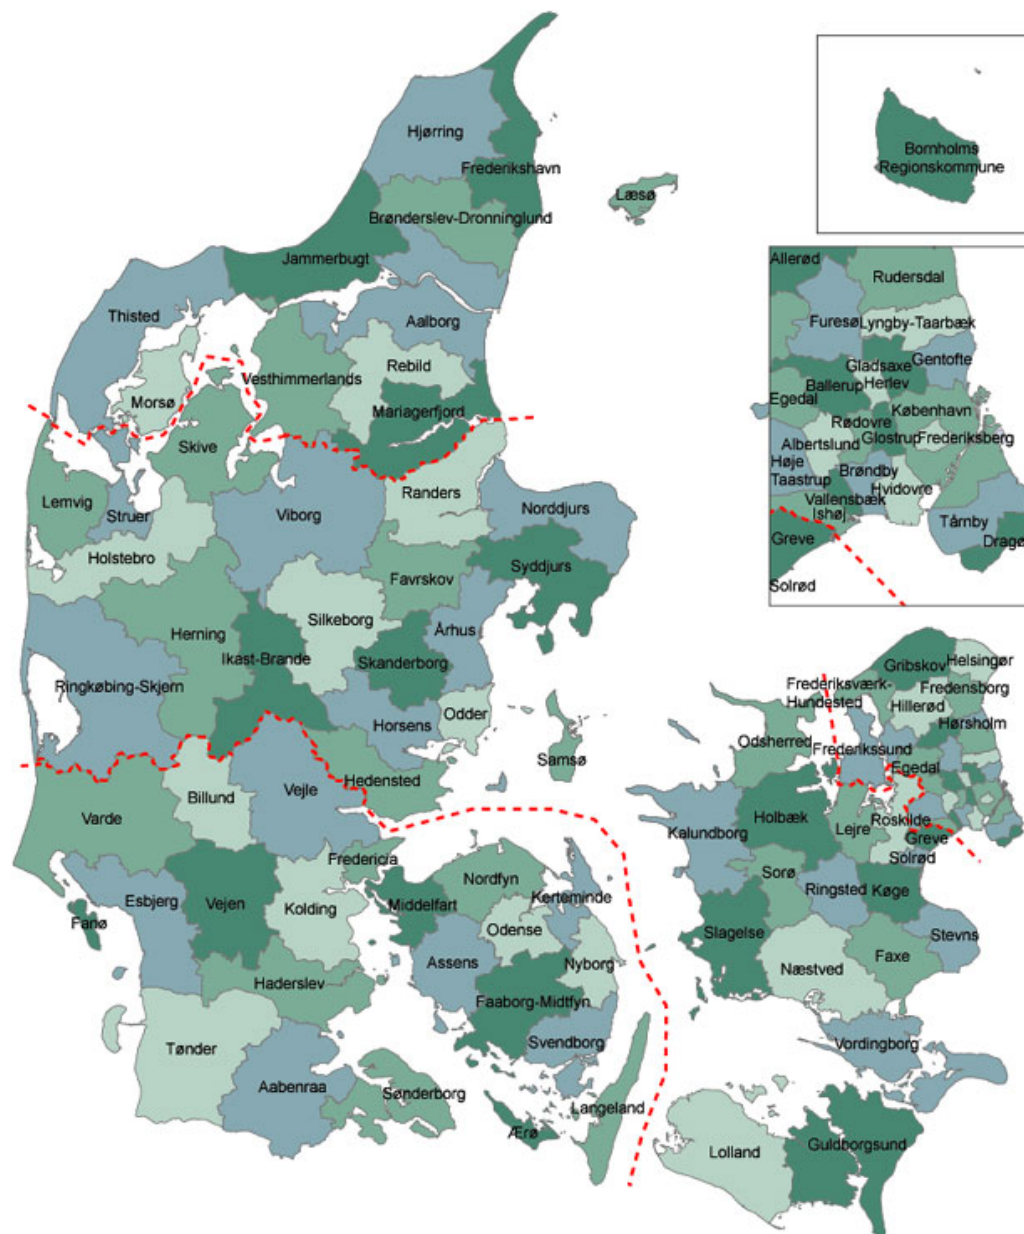 Hjørring
Frederikshavn
Læsø
Brønderslev-Dronninglund
Jammerbugt
Thisted
Aalborg
Rebild
Vesthimmerlands
Morsø
Mariagerfjord
Skive
Lemvig
Struer
Viborg
Randers
Norddjurs
Holstebro
Syddjurs
Favrskov
Silkeborg
Herning
Århus
Ikast-Brande
Skanderborg
Ringkøbing-Skjern
Odder
Horsens
Samsø
Hedensted
Billund
Vejle
Varde
Fredericia
Nordfyn
Esbjerg
Vejen
Kolding
Middelfart
Kerteminde
Fanø
Odense
Assens
Nyborg
Haderslev
Faaborg-Midtfyn
Svendborg
Tønder
Aabenraa
Sønderborg
Langeland
Ærø
Bornholms
Regionskommune
Allerød
Rudersdal
Furesø
Lyngby-Taarbæk
Gentofte
Gladsaxe
Ballerup
Herlev
Egedal
København
Rødovre
Albertslund
Glostrup
Frederiksberg
Høje
Taastrup
Brøndby
Hvidovre
Vallensbæk
Ishøj
Tårnby
Dragø
Greve
Solrød
Gribskov
Helsingør
Frederiksværk-
Hundested
Fredensborg
Hillerød
Hørsholm
Odsherred
Frederikssund
Egedal
Kalundborg
Holbæk
Lejre
Roskilde
Greve
Solrød
Sorø
Ringsted
Køge
Slagelse
Stevns
Næstved
Faxe
Vordingborg
Lolland
Guldborgsund